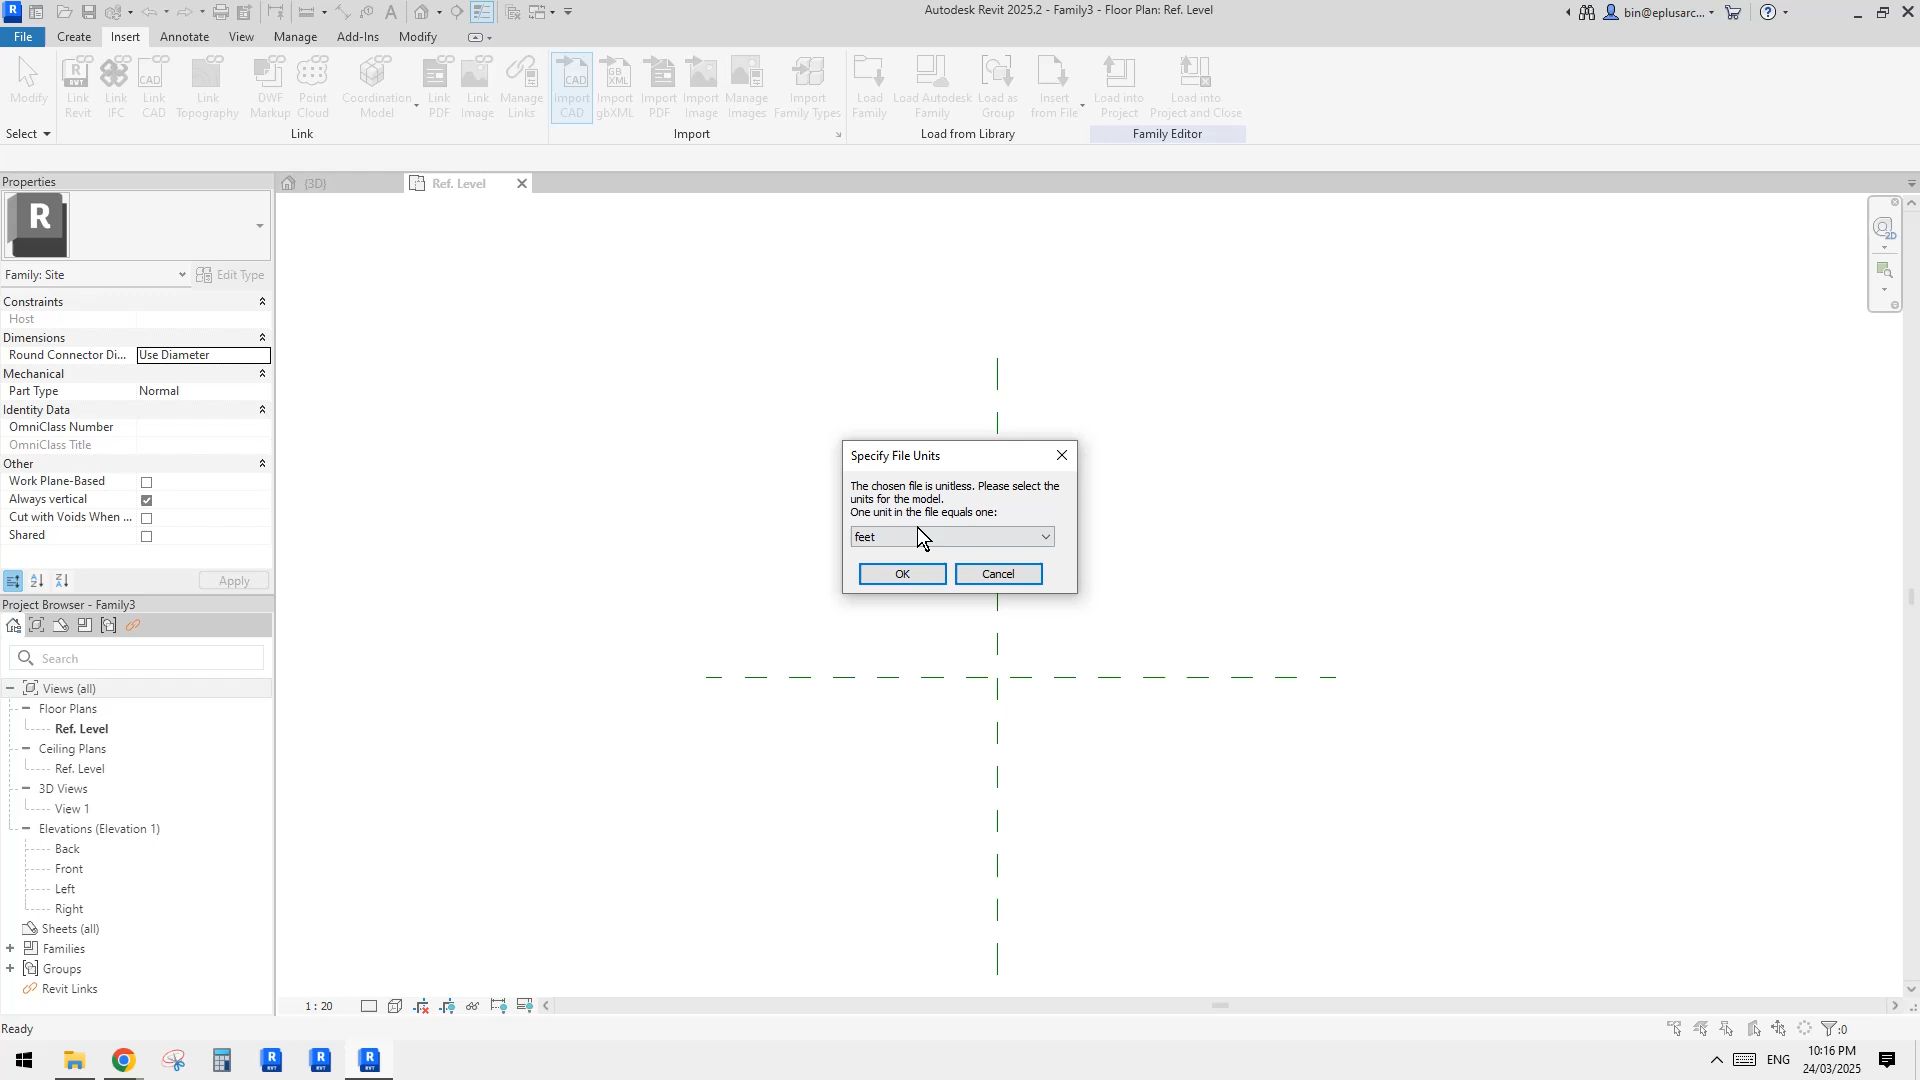 Autodesk Revit 2025.2 - Family3 - Floor Plan: Ref. Level
bin@eplusarc...
File
Create
Insert
Annotate
View
Manage
Add-Ins
Modify
Modify
Link Revit
Link IFC
Link CAD
Link Topography
DWF Markup
Point Cloud
Coordination Model
Link PDF
Link Image
Manage Links
Import CAD
Import gbXML
Import PDF
Import Image
Manage Images
Import Family Types
Load Family
Load Autodesk Family
Load as Group
Insert from File
Load into Project
Load into Project and Close
Select
Link
Import
Load from Library
Family Editor
Properties
{3D}
Ref. Level
Family: Site
Edit Type
Constraints
Host
Dimensions
Round Connector Di... Use Diameter
Mechanical
Part Type Normal
Identity Data
OmniClass Number
OmniClass Title
Other
Work Plane-Based
Always vertical
Cut with Voids When ...
Shared
Apply
Project Browser - Family3
Search
Views (all)
Floor Plans
Ref. Level
Ceiling Plans
Ref. Level
3D Views
View 1
Elevations (Elevation 1)
Back
Front
Left
Right
Sheets (all)
Families
Groups
Revit Links
Specify File Units
The chosen file is unitless. Please select the
units for the model.
One unit in the file equals one:
feet
OK
Cancel
1 : 20
Ready
:0
ENG
10:16 PM
24/03/2025